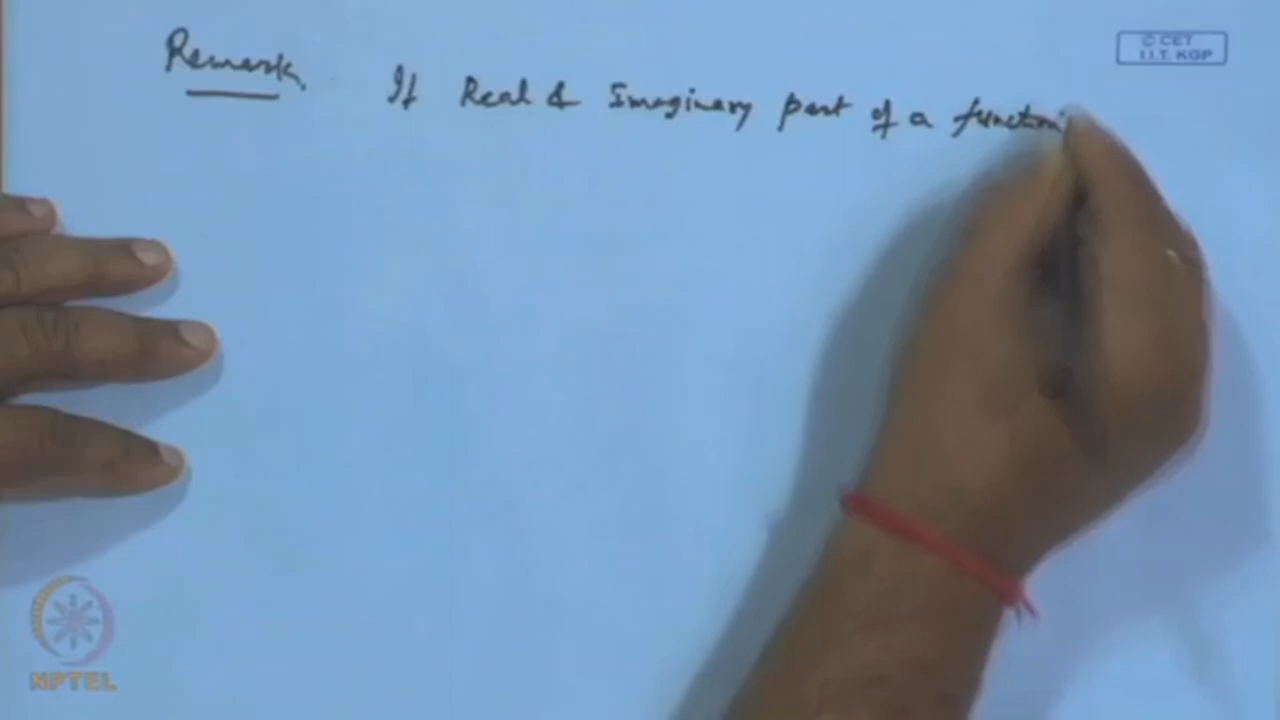 © CET
I.I.T. KGP
Remark. If Real & Imaginary part of a function
NPTEL